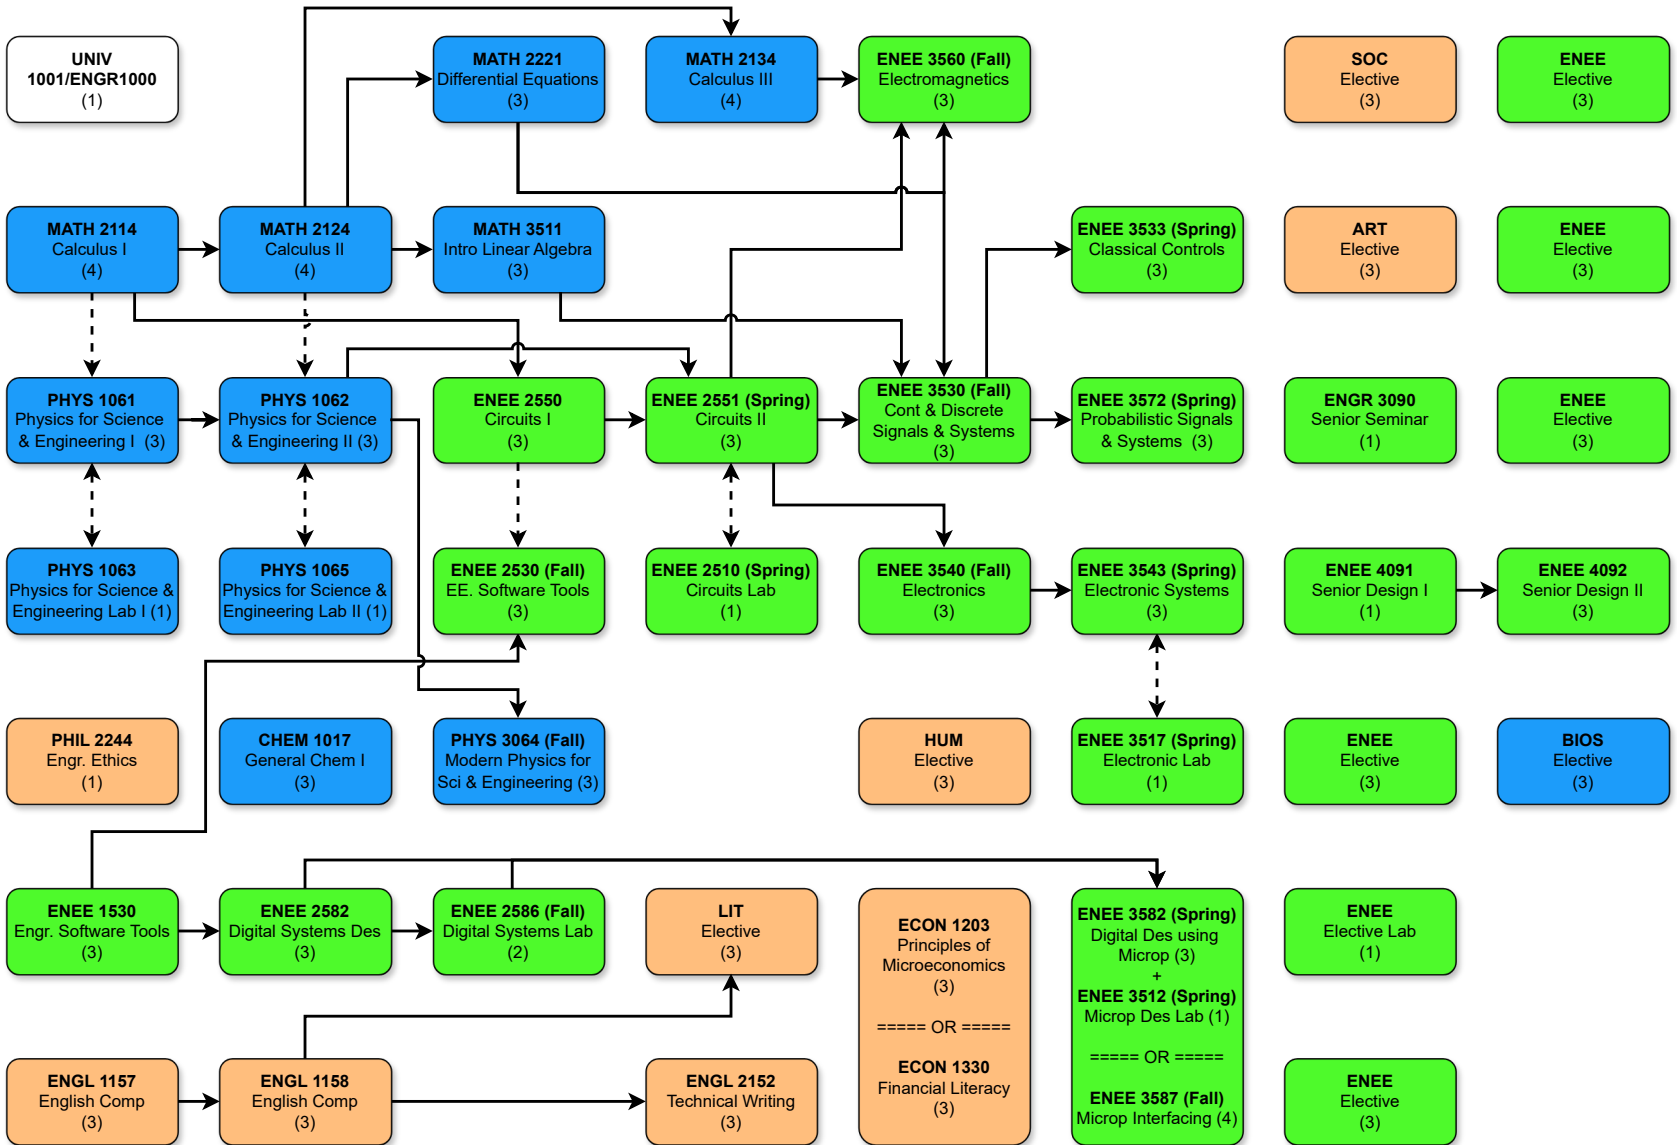 UNIV
1001/ENGR1000
(1)
MATH 2221
Differential Equations
(3)
MATH 2134
Calculus III
(4)
ENEE 3560 (Fall)
Electromagnetics
(3)
SOC
Elective
(3)
ENEE
Elective
(3)
MATH 2114
Calculus I
(4)
MATH 2124
Calculus II
(4)
MATH 3511
Intro Linear Algebra
(3)
ENEE 3533 (Spring)
Classical Controls
(3)
ART
Elective
(3)
ENEE
Elective
(3)
PHYS 1061
Physics for Science
& Engineering I (3)
PHYS 1062
Physics for Science
& Engineering II (3)
ENEE 2550
Circuits I
(3)
ENEE 2551 (Spring)
Circuits II
(3)
ENEE 3530 (Fall)
Cont & Discrete
Signals & Systems
(3)
ENEE 3572 (Spring)
Probabilistic Signals
& Systems (3)
ENGR 3090
Senior Seminar
(1)
ENEE
Elective
(3)
PHYS 1063
Physics for Science &
Engineering Lab I (1)
PHYS 1065
Physics for Science &
Engineering Lab II (1)
ENEE 2530 (Fall)
EE. Software Tools
(3)
ENEE 2510 (Spring)
Circuits Lab
(1)
ENEE 3540 (Fall)
Electronics
(3)
ENEE 3543 (Spring)
Electronic Systems
(3)
ENEE 4091
Senior Design I
(1)
ENEE 4092
Senior Design II
(3)
PHIL 2244
Engr. Ethics
(1)
CHEM 1017
General Chem I
(3)
PHYS 3064 (Fall)
Modern Physics for
Sci & Engineering (3)
HUM
Elective
(3)
ENEE 3517 (Spring)
Electronic Lab
(1)
ENEE
Elective
(3)
BIOS
Elective
(3)
ENEE 1530
Engr. Software Tools
(3)
ENEE 2582
Digital Systems Des
(3)
ENEE 2586 (Fall)
Digital Systems Lab
(2)
LIT
Elective
(3)
ECON 1203
Principles of
Microeconomics
(3)
===== OR =====
ECON 1330
Financial Literacy
(3)
ENEE 3582 (Spring)
Digital Des using
Microp (3)
+
ENEE 3512 (Spring)
Microp Des Lab (1)
===== OR =====
ENEE 3587 (Fall)
Microp Interfacing (4)
ENEE
Elective Lab
(1)
ENGL 1157
English Comp
(3)
ENGL 1158
English Comp
(3)
ENGL 2152
Technical Writing
(3)
ENEE
Elective
(3)